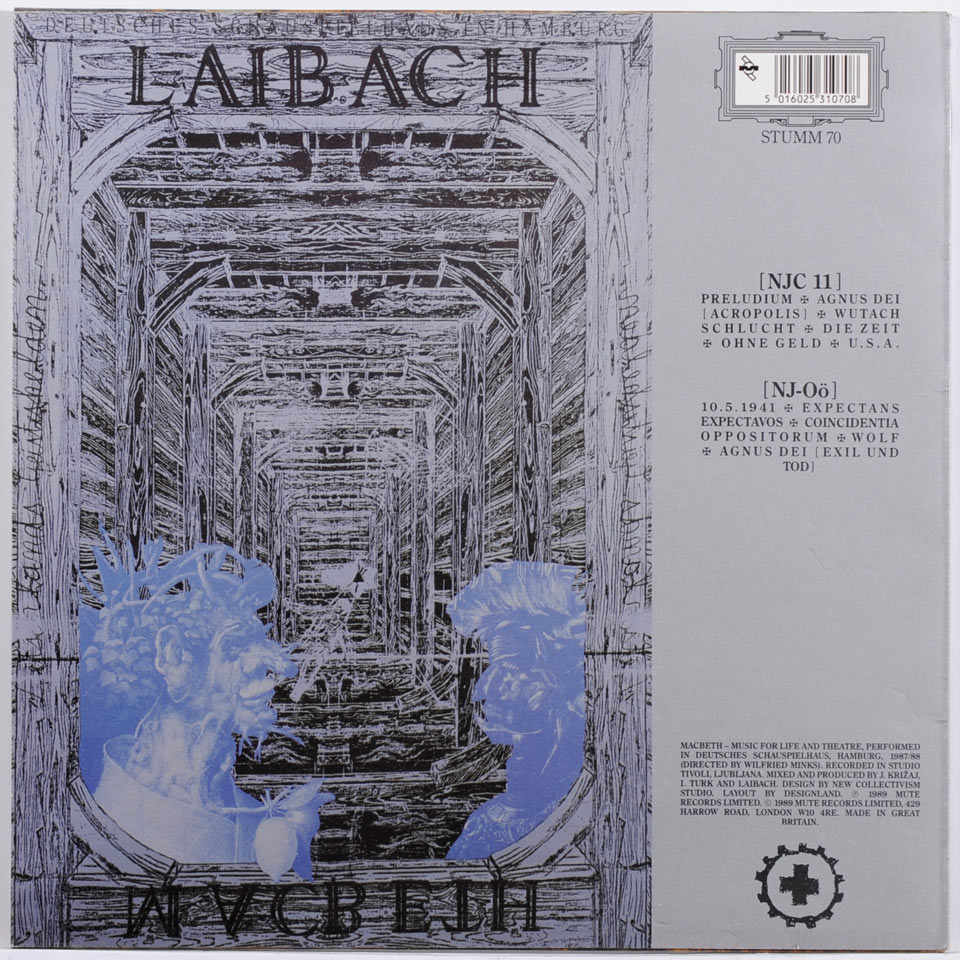 DEUTSCHES SCHAUSPIELHAUS IN HAMBURG
LAIBACH
MACBETH
5 016025 310708
STUMM 70
[NJC 11]
PRELUDIUM ✠ AGNUS DEI
[ACROPOLIS] ✠ WUTACH
SCHLUCHT ✠ DIE ZEIT
✠ OHNE GELD ✠ U.S.A.
[NJ-Oö]
10.5.1941 ✠ EXPECTANS
EXPECTAVOS ✠ COINCIDENTIA
OPPOSITORUM ✠ WOLF
✠ AGNUS DEI [EXIL UND
TOD]
MACBETH – MUSIC FOR LIFE AND THEATRE, PERFORMED
IN DEUTSCHES SCHAUSPIELHAUS, HAMBURG, 1987/88
(DIRECTED BY WILFRIED MINKS). RECORDED IN STUDIO
TIVOLI, LJUBLJANA. MIXED AND PRODUCED BY J. KRIŽAJ,
I. TURK AND LAIBACH. DESIGN BY NEW COLLECTIVISM
STUDIO. LAYOUT BY DESIGNLAND. ℗ 1989 MUTE
RECORDS LIMITED. © 1989 MUTE RECORDS LIMITED, 429
HARROW ROAD, LONDON W10 4RE. MADE IN GREAT
BRITAIN.